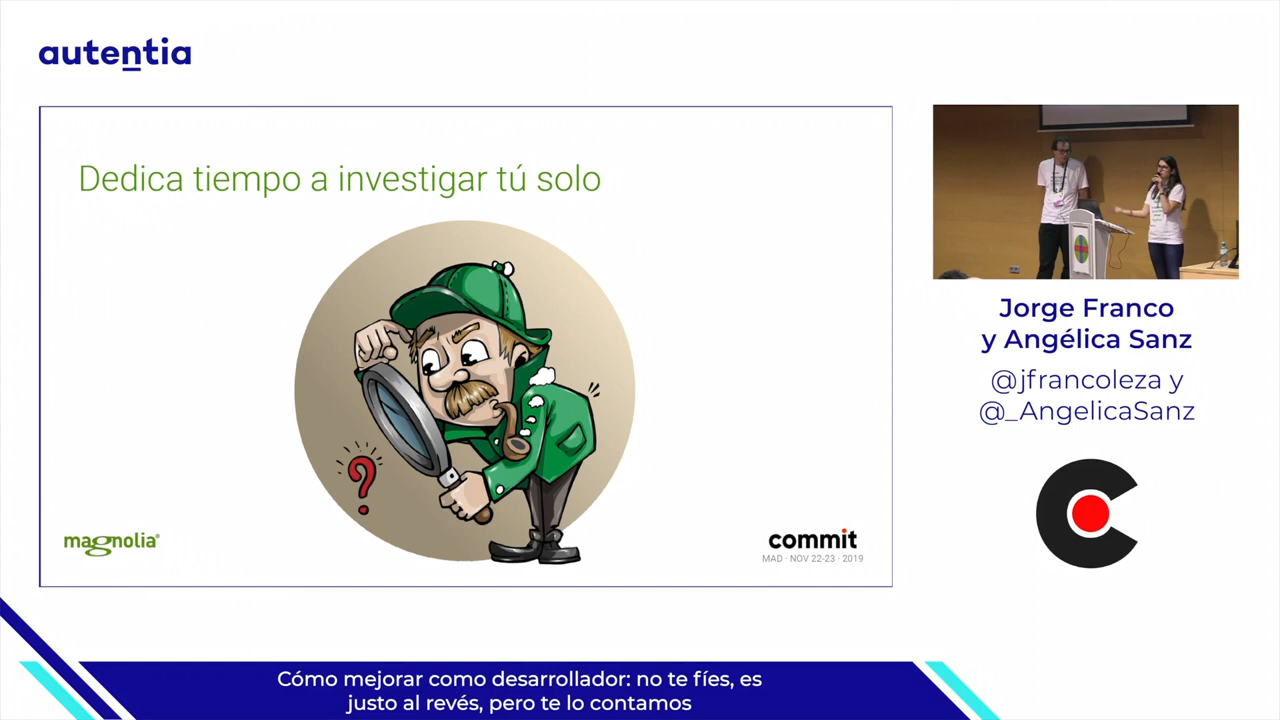 autentia
Dedica tiempo a investigar tú solo
?
magnolia®
commit
MAD · NOV 22-23 · 2019
Jorge Franco
y Angélica Sanz
@jfrancoleza y
@_AngelicaSanz
Cómo mejorar como desarrollador: no te fíes, es
justo al revés, pero te lo contamos